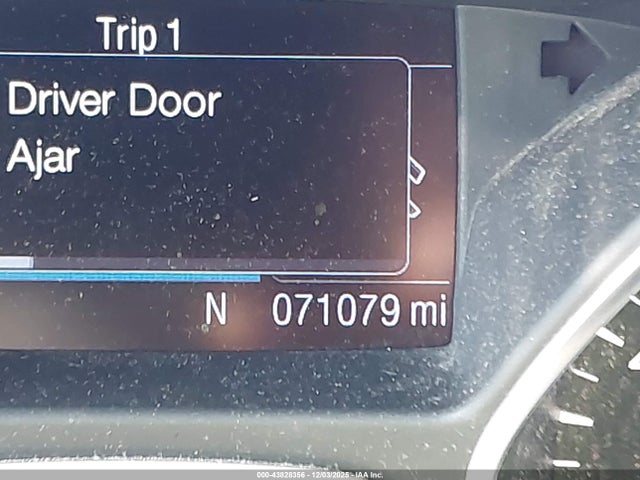 Trip 1
Driver Door
Ajar
N 071079 mi
000-43828356 - 12/03/2025 - IAA Inc.